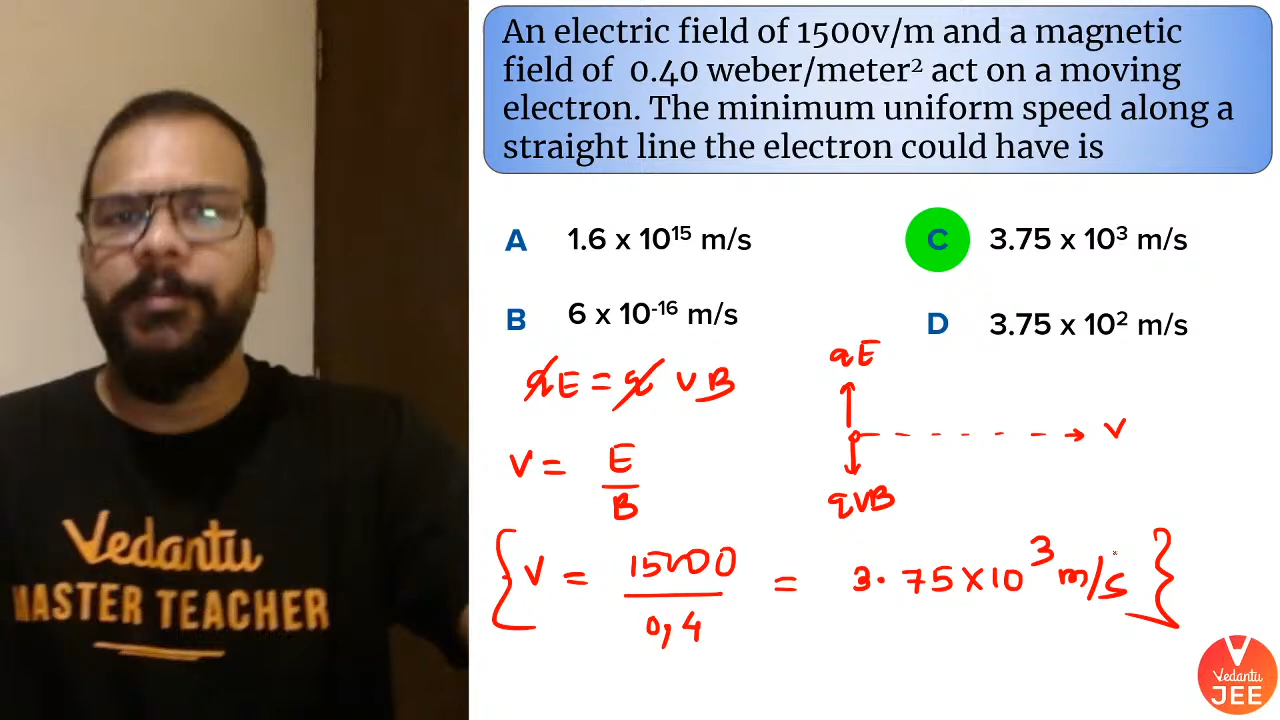 An electric field of 1500v/m and a magnetic
field of 0.40 weber/meter² act on a moving
electron. The minimum uniform speed along a
straight line the electron could have is
A 1.6 x 10¹⁵ m/s
C 3.75 x 10³ m/s
B 6 x 10⁻¹⁶ m/s
D 3.75 x 10² m/s
qE = q vB
qE
v
v = E/B
qvB
{ v = 1500/0,4 = 3.75 x 10³ m/s }
Vedantu
MASTER TEACHER
Vedantu
JEE